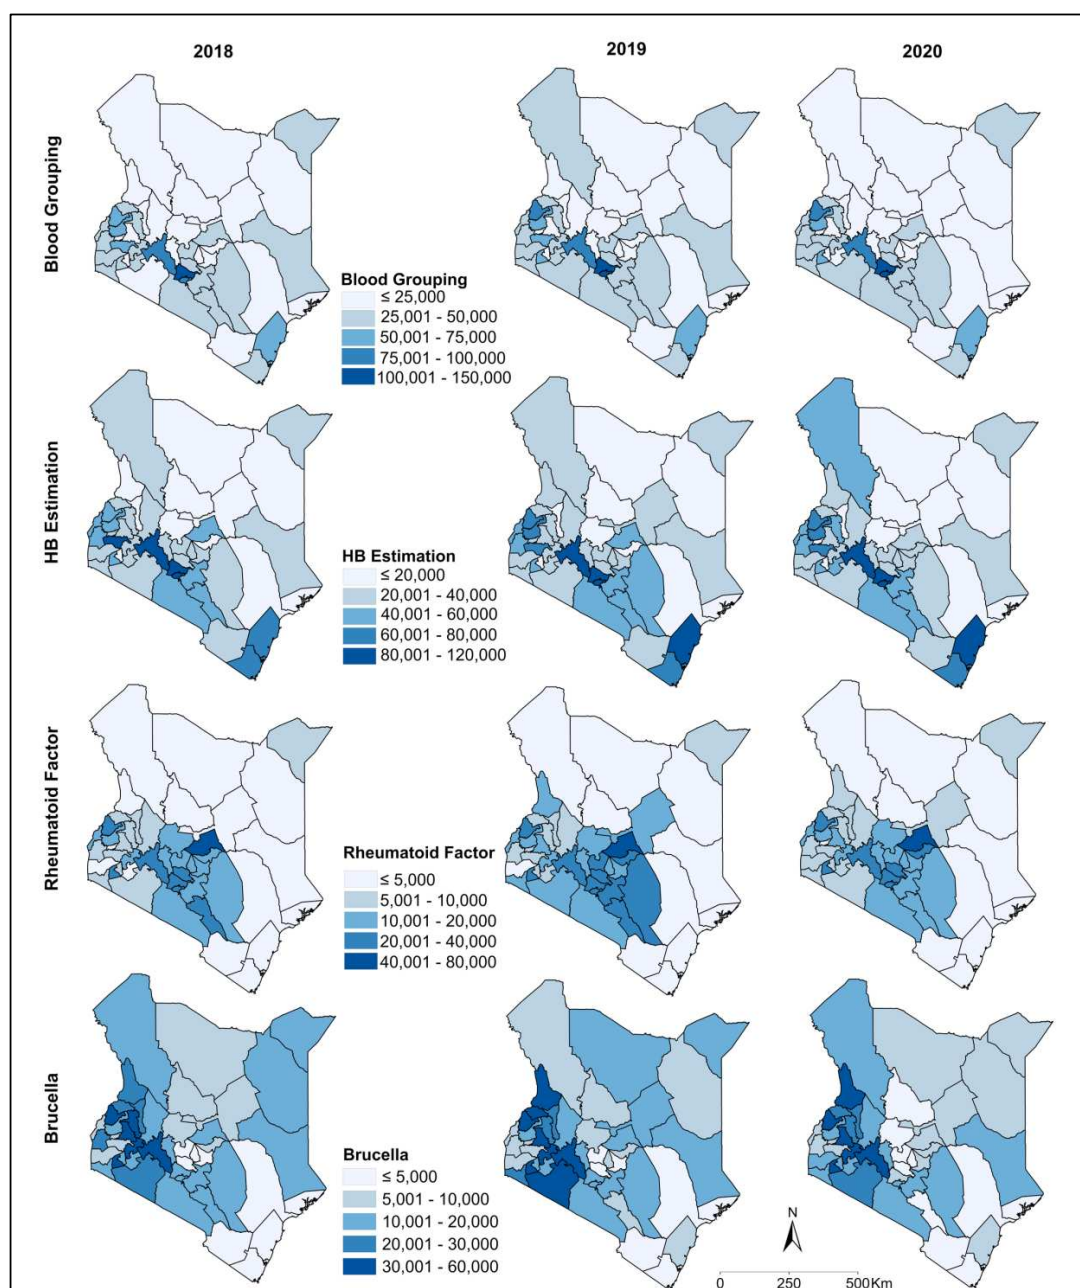 2018
2019
2020
Blood Grouping
Blood Grouping
≤ 25,000
25,001 - 50,000
50,001 - 75,000
75,001 - 100,000
100,001 - 150,000
HB Estimation
HB Estimation
≤ 20,000
20,001 - 40,000
40,001 - 60,000
60,001 - 80,000
80,001 - 120,000
Rheumatoid Factor
Rheumatoid Factor
≤ 5,000
5,001 - 10,000
10,001 - 20,000
20,001 - 40,000
40,001 - 80,000
Brucella
Brucella
≤ 5,000
5,001 - 10,000
10,001 - 20,000
20,001 - 30,000
30,001 - 60,000
N
0 250 500Km